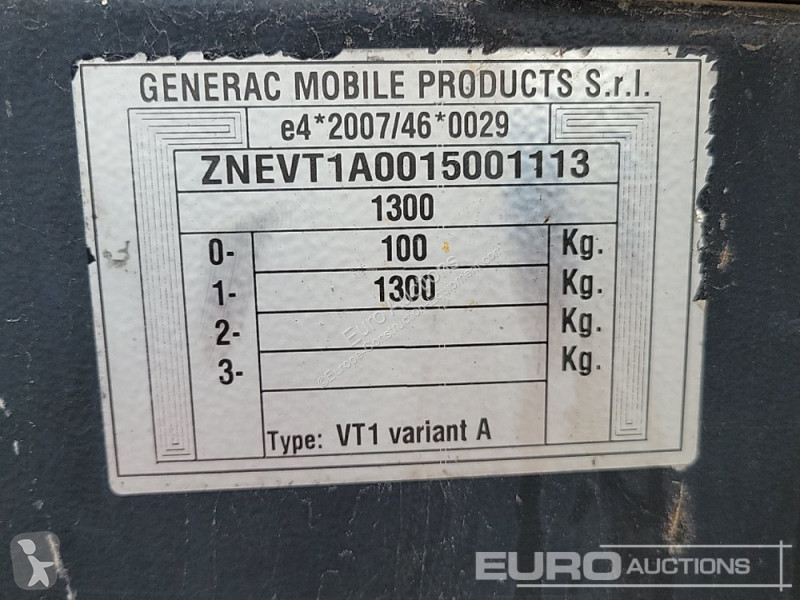 GENERAC MOBILE PRODUCTS S.r.l.
e4*2007/46*0029
ZNEVT1A0015001113
1300
0- 100 Kg.
1- 1300 Kg.
2- Kg.
3- Kg.
Type: VT1 variant A
EURO AUCTIONS